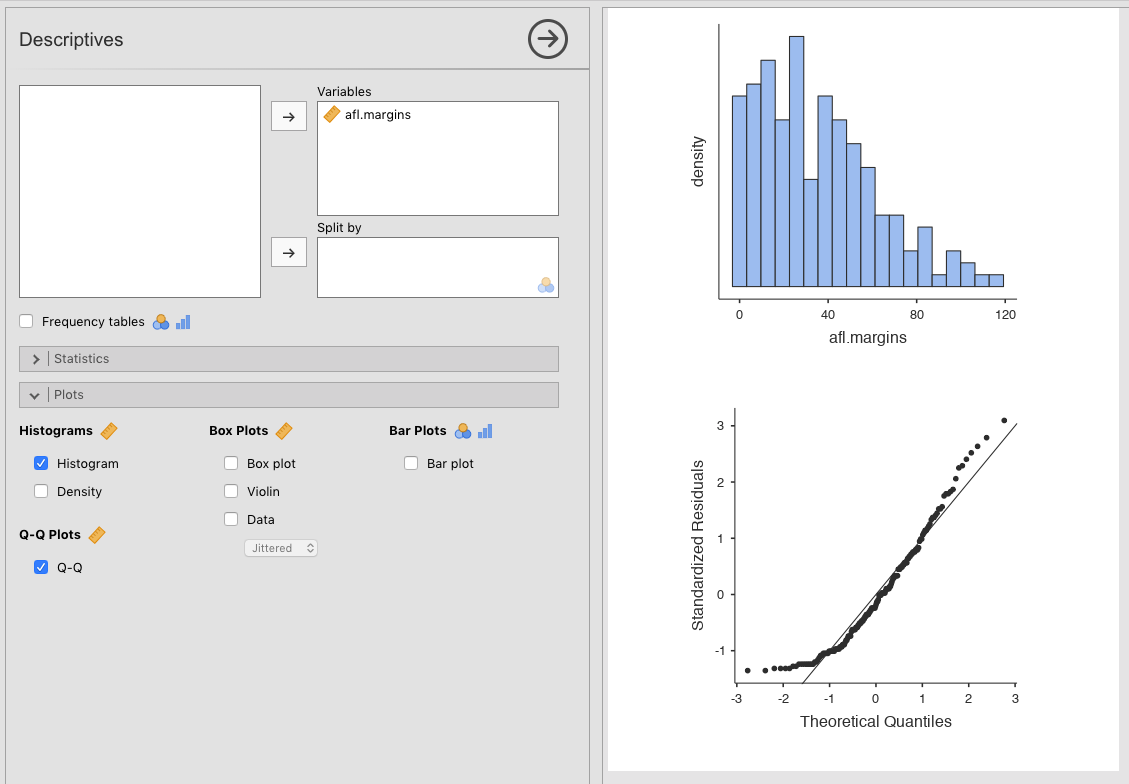 Descriptives
Variables
afl.margins
Split by
Frequency tables
Statistics
Plots
Histograms
Histogram
Density
Q-Q Plots
Q-Q
Box Plots
Box plot
Violin
Data
Jittered
Bar Plots
Bar plot
density
0 40 80 120
afl.margins
3
2
1
0
-1
Standardized Residuals
-3 -2 -1 0 1 2 3
Theoretical Quantiles